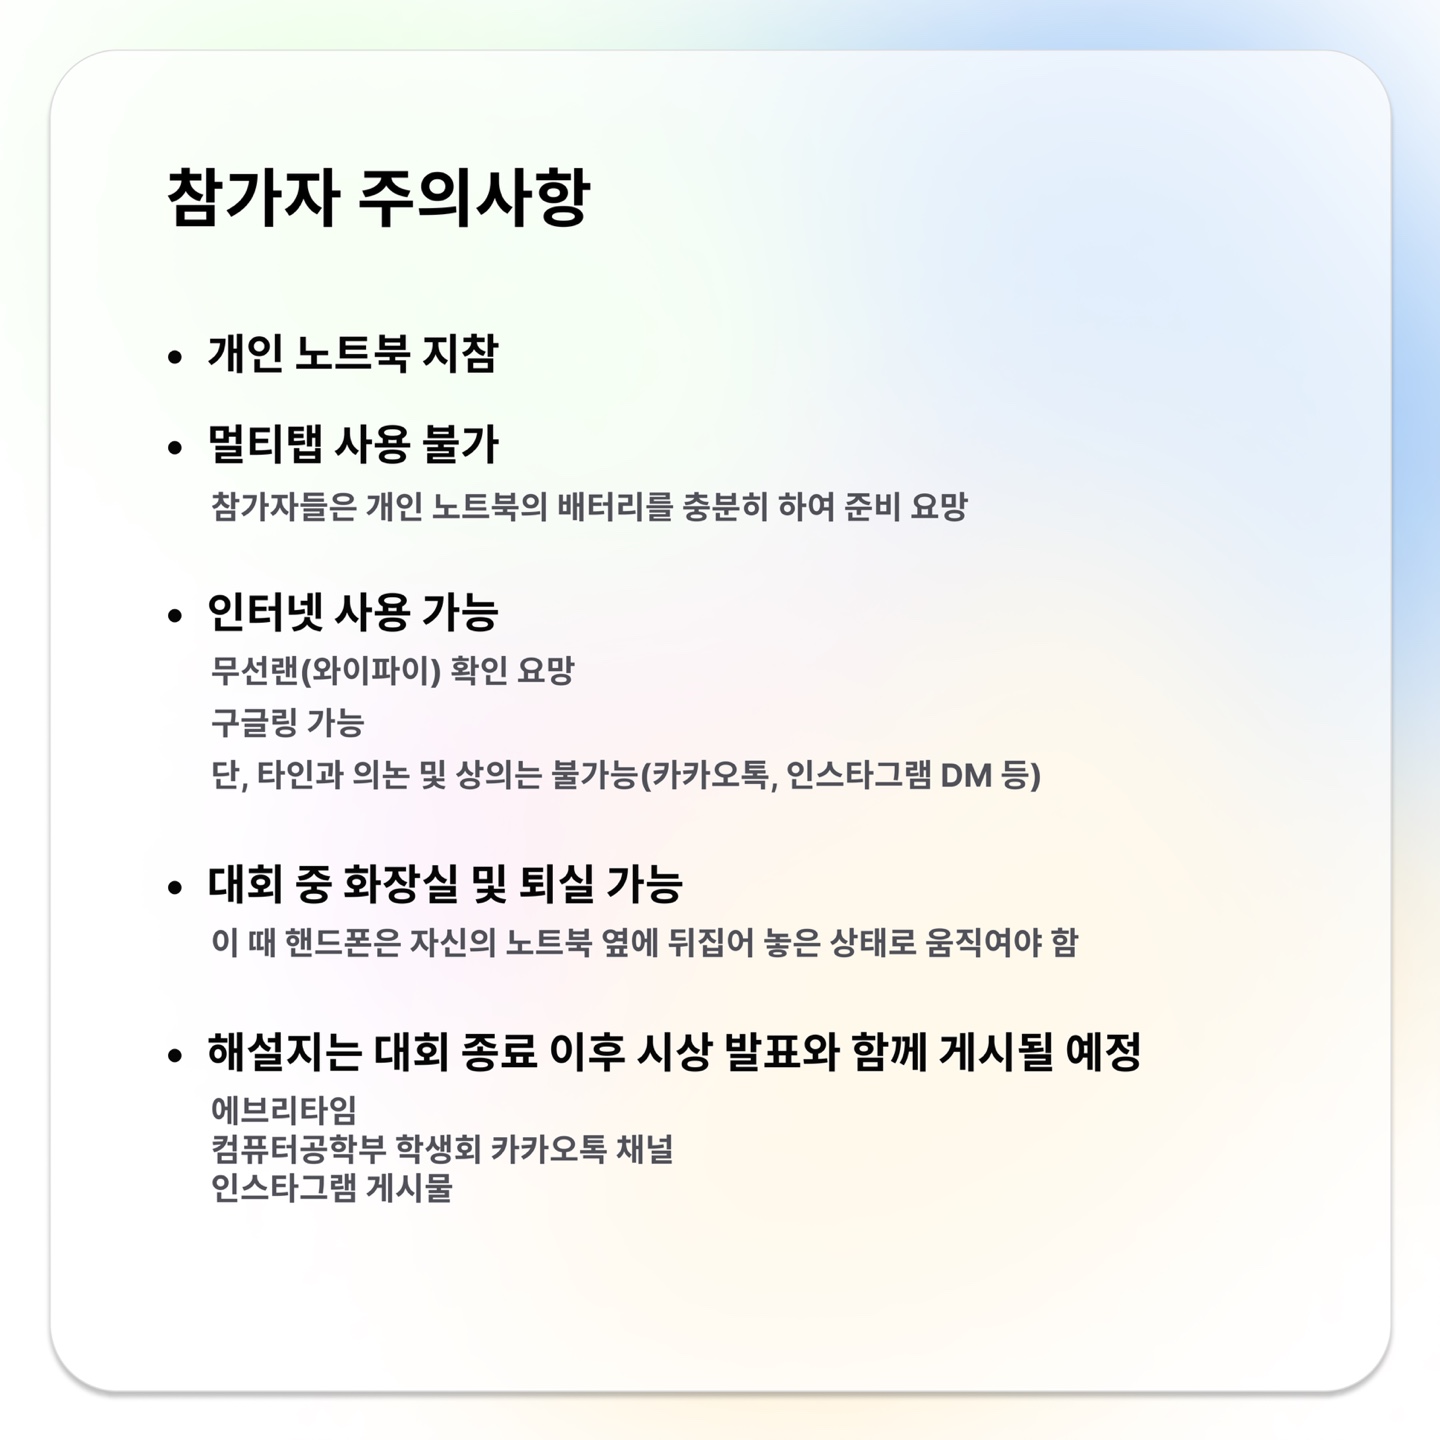 참가자 주의사항
• 개인 노트북 지참
• 멀티탭 사용 불가
참가자들은 개인 노트북의 배터리를 충분히 하여 준비 요망
• 인터넷 사용 가능
무선랜(와이파이) 확인 요망
구글링 가능
단, 타인과 의논 및 상의는 불가능(카카오톡, 인스타그램 DM 등)
• 대회 중 화장실 및 퇴실 가능
이 때 핸드폰은 자신의 노트북 옆에 뒤집어 놓은 상태로 움직여야 함
• 해설지는 대회 종료 이후 시상 발표와 함께 게시될 예정
에브리타임
컴퓨터공학부 학생회 카카오톡 채널
인스타그램 게시물